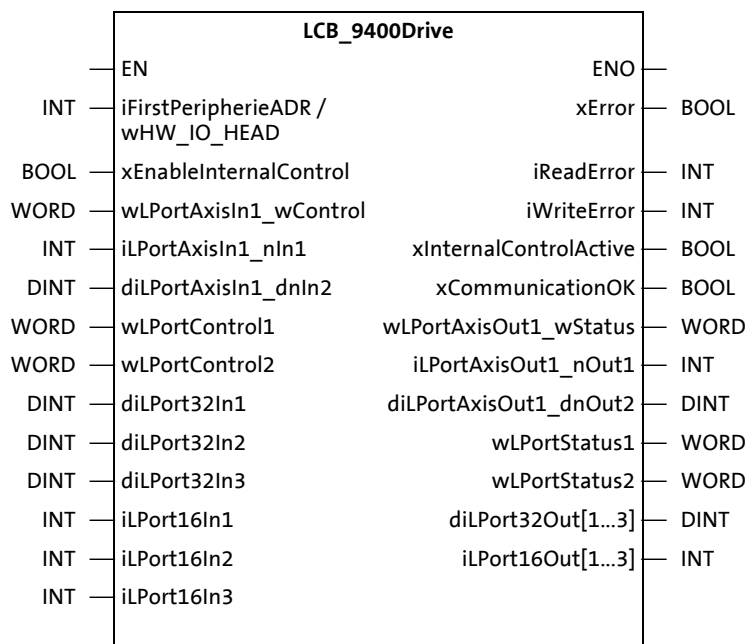 LCB_9400Drive
EN ENO
INT iFirstPeripherieADR / xError BOOL
wHW_IO_HEAD
BOOL xEnableInternalControl iReadError INT
WORD wLPortAxisIn1_wControl iWriteError INT
INT iLPortAxisIn1_nIn1 xInternalControlActive BOOL
DINT diLPortAxisIn1_dnIn2 xCommunicationOK BOOL
WORD wLPortControl1 wLPortAxisOut1_wStatus WORD
WORD wLPortControl2 iLPortAxisOut1_nOut1 INT
DINT diLPort32In1 diLPortAxisOut1_dnOut2 DINT
DINT diLPort32In2 wLPortStatus1 WORD
DINT diLPort32In3 wLPortStatus2 WORD
INT iLPort16In1 diLPort32Out[1...3] DINT
INT iLPort16In2 iLPort16Out[1...3] INT
INT iLPort16In3